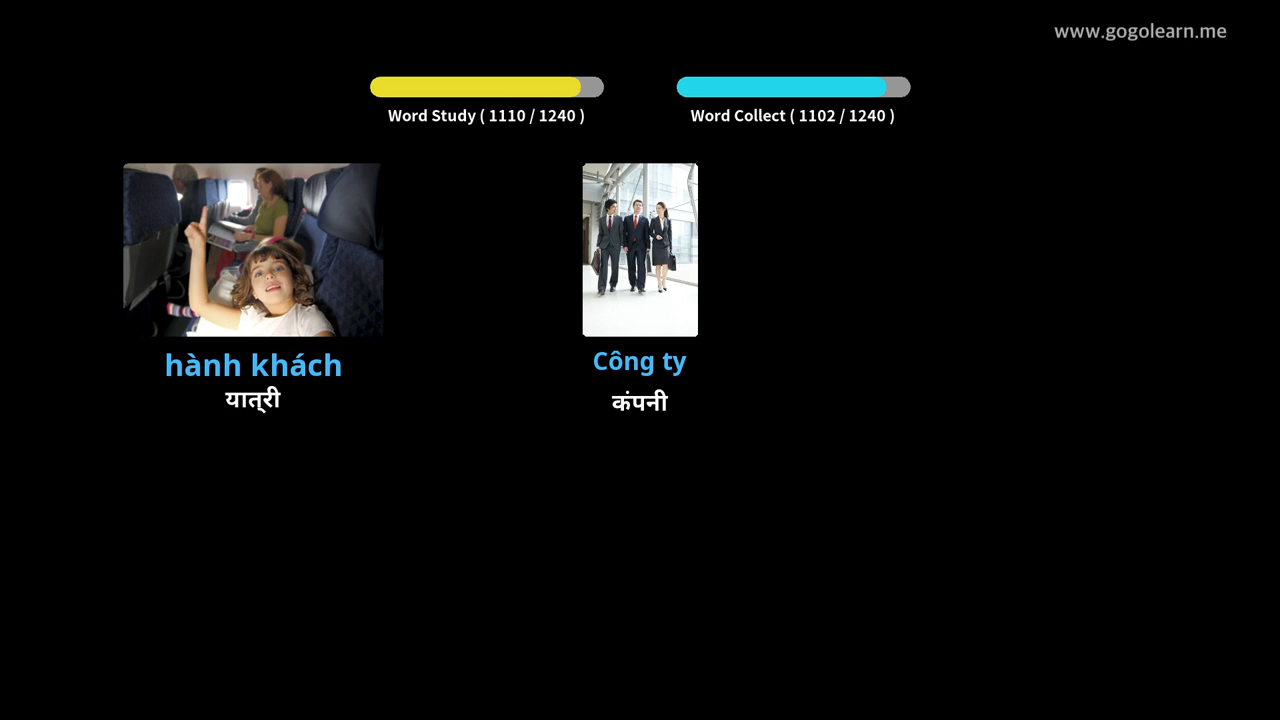 www.gogolearn.me
Word Study ( 1110 / 1240 )
Word Collect ( 1102 / 1240 )
hành khách
यात्री
Công ty
कंपनी